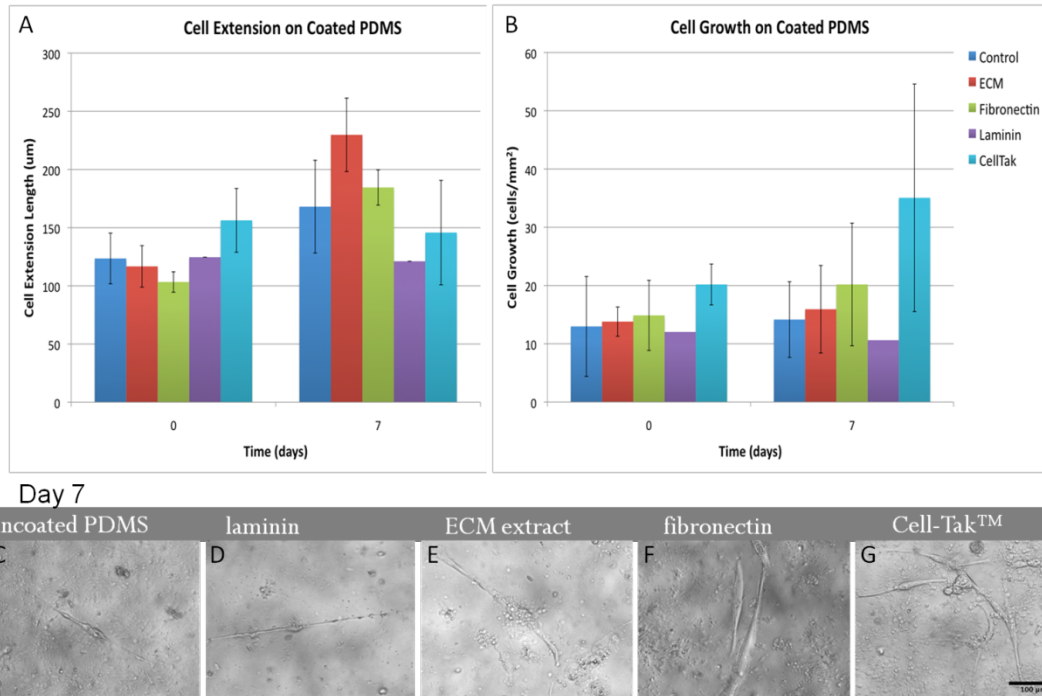 A
Cell Extension on Coated PDMS
300
250
200
150
100
50
0
Cell Extension Length (um)
0
7
Time (days)
B
Cell Growth on Coated PDMS
60
50
40
30
20
10
0
Cell Growth (cells/mm²)
0
7
Time (days)
Control
ECM
Fibronectin
Laminin
CellTak
Day 7
ncoated PDMS
laminin
ECM extract
fibronectin
Cell-Tak™
C
D
E
F
G
100 µ